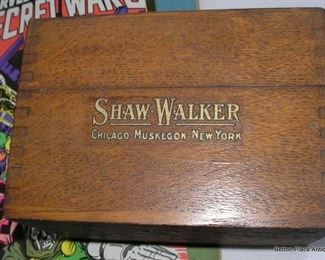 SECRET WARS
SHAW-WALKER
CHICAGO·MUSKEGON·NEW YORK